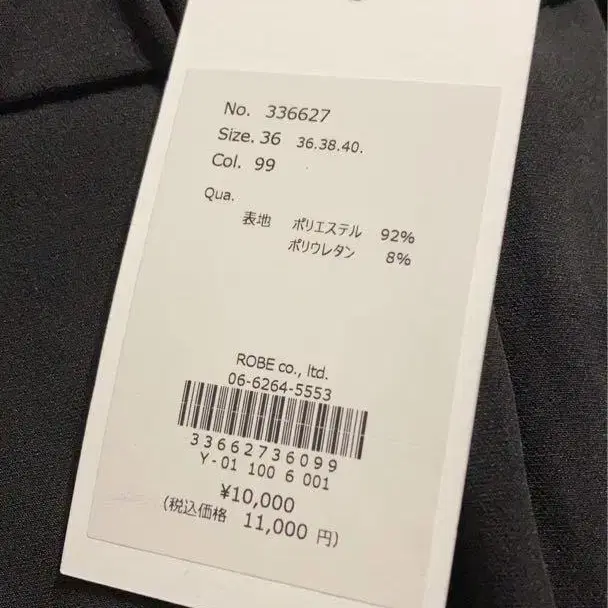 No. 336627
Size. 36 36.38.40.
Col. 99
Qua.
表地 ポリエステル 92%
ポリウレタン 8%
ROBE co., ltd.
06-6264-5553
33662736099
Y-01 100 6 001
¥10,000
(税込価格 11,000 円)